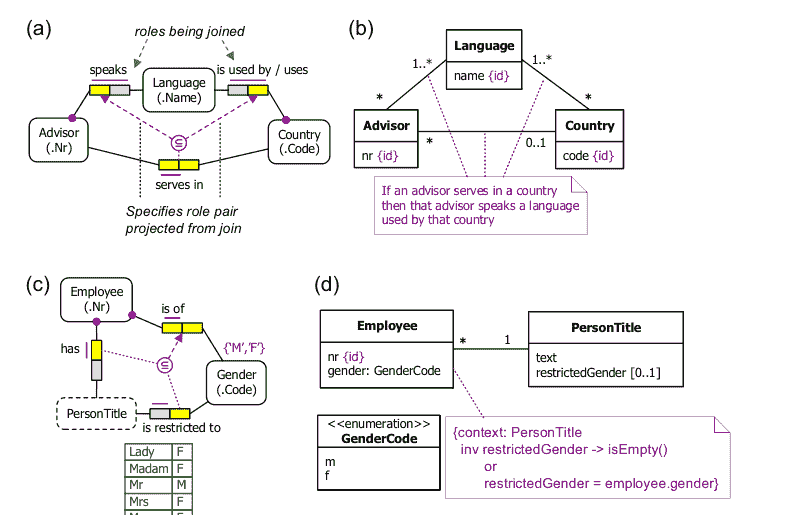 (a)
roles being joined
speaks
is used by / uses
Language
(.Name)
Advisor
(.Nr)
Country
(.Code)
⊆
serves in
Specifies role pair
projected from join
(b)
Language
name {id}
1..*
1..*
*
*
Advisor
nr {id}
*
0..1
Country
code {id}
If an advisor serves in a country
then that advisor speaks a language
used by that country
(c)
Employee
(.Nr)
is of
has
⊆
{'M','F'}
Gender
(.Code)
PersonTitle
is restricted to
Lady F
Madam F
Mr M
Mrs F
(d)
Employee
nr {id}
gender: GenderCode
*
1
PersonTitle
text
restrictedGender [0..1]
<<enumeration>>
GenderCode
m
f
{context: PersonTitle
inv restrictedGender -> isEmpty()
or
restrictedGender = employee.gender}